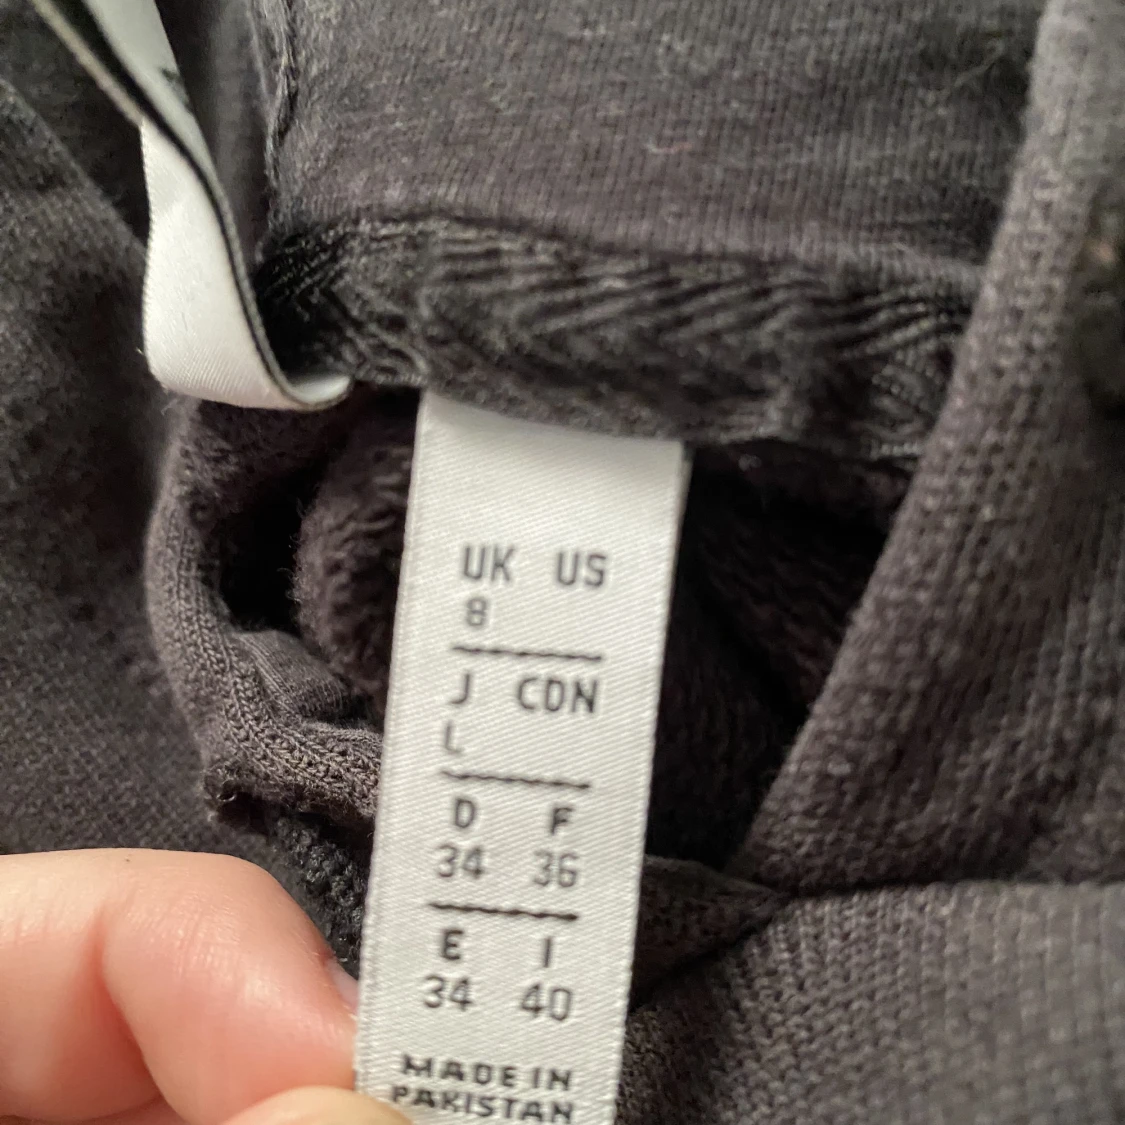 UK US
8
J CDN
L
D F
34 36
E I
34 40
MADE IN
PAKISTAN